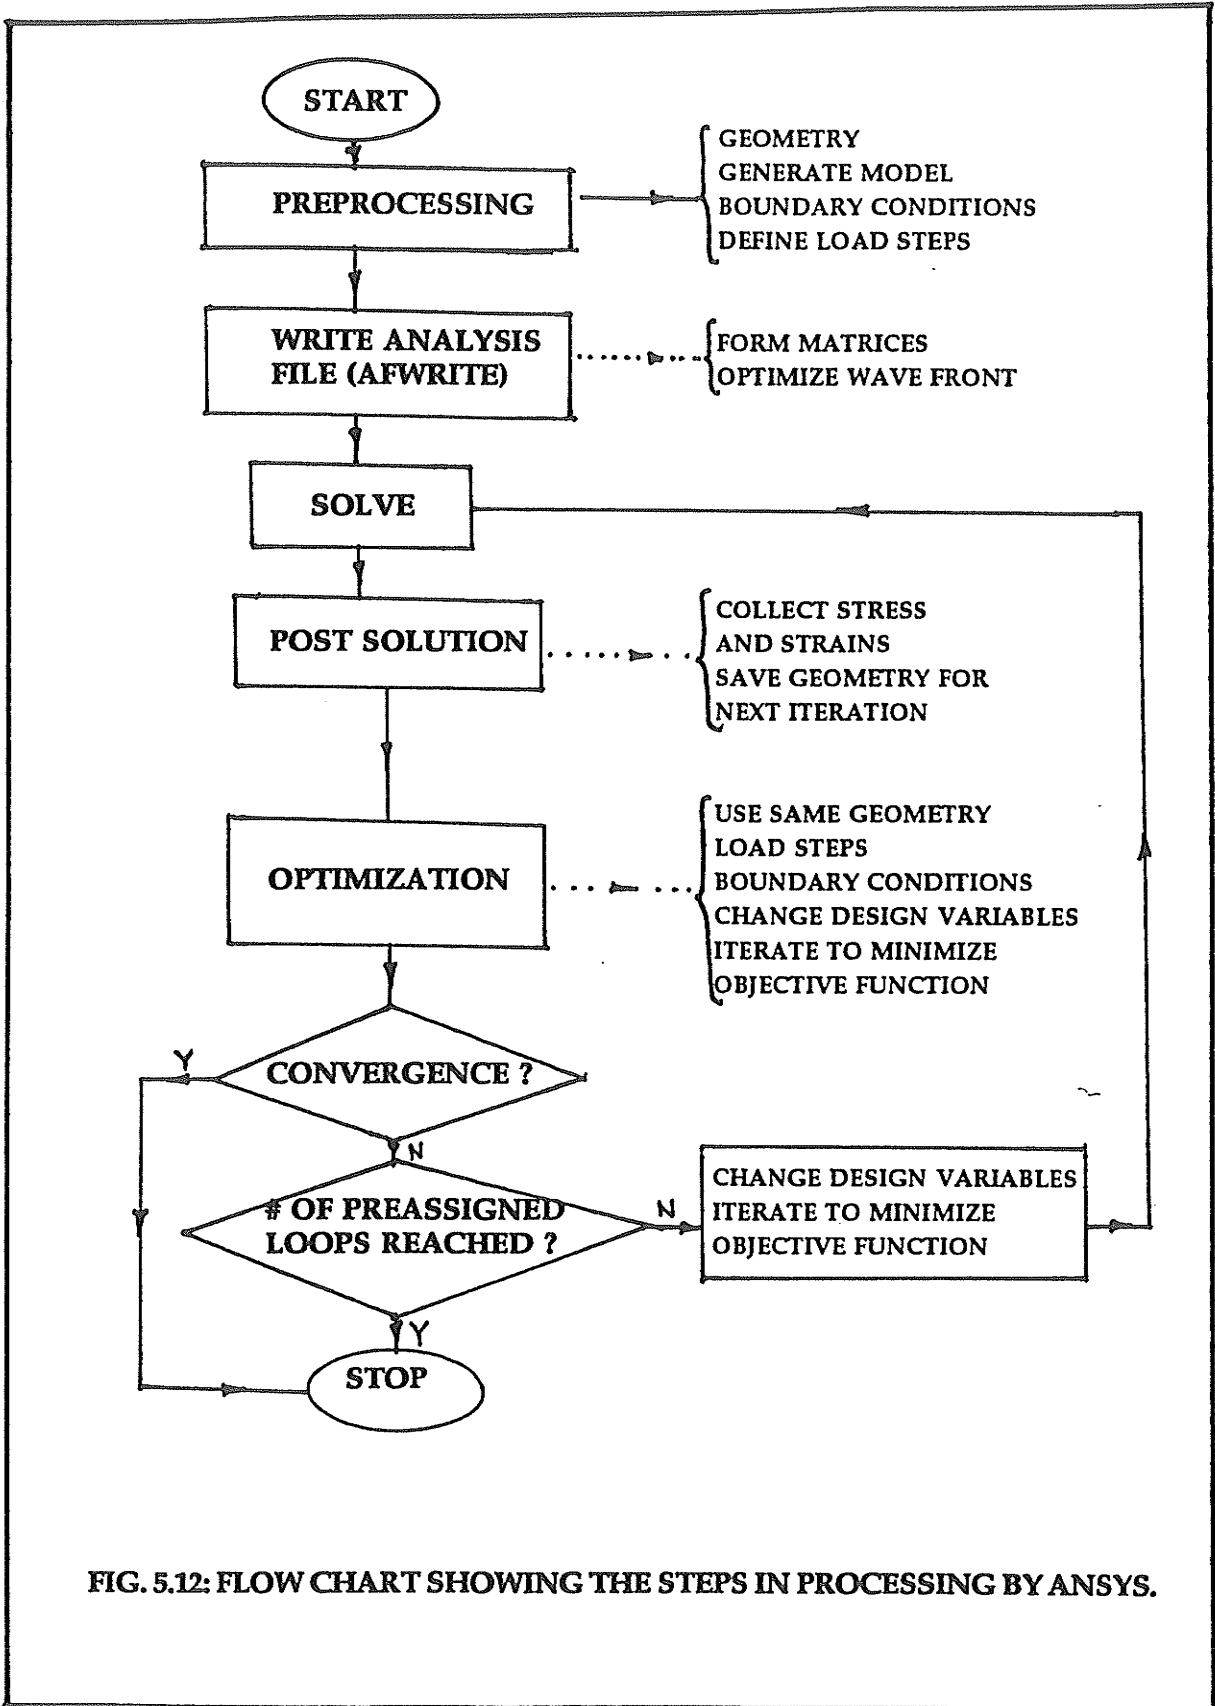 START
PREPROCESSING
GEOMETRY
GENERATE MODEL
BOUNDARY CONDITIONS
DEFINE LOAD STEPS
WRITE ANALYSIS
FILE (AFWRITE)
FORM MATRICES
OPTIMIZE WAVE FRONT
SOLVE
POST SOLUTION
COLLECT STRESS
AND STRAINS
SAVE GEOMETRY FOR
NEXT ITERATION
OPTIMIZATION
USE SAME GEOMETRY
LOAD STEPS
BOUNDARY CONDITIONS
CHANGE DESIGN VARIABLES
ITERATE TO MINIMIZE
OBJECTIVE FUNCTION
Y
CONVERGENCE ?
N
# OF PREASSIGNED
LOOPS REACHED ?
N
CHANGE DESIGN VARIABLES
ITERATE TO MINIMIZE
OBJECTIVE FUNCTION
Y
STOP
FIG. 5.12: FLOW CHART SHOWING THE STEPS IN PROCESSING BY ANSYS.